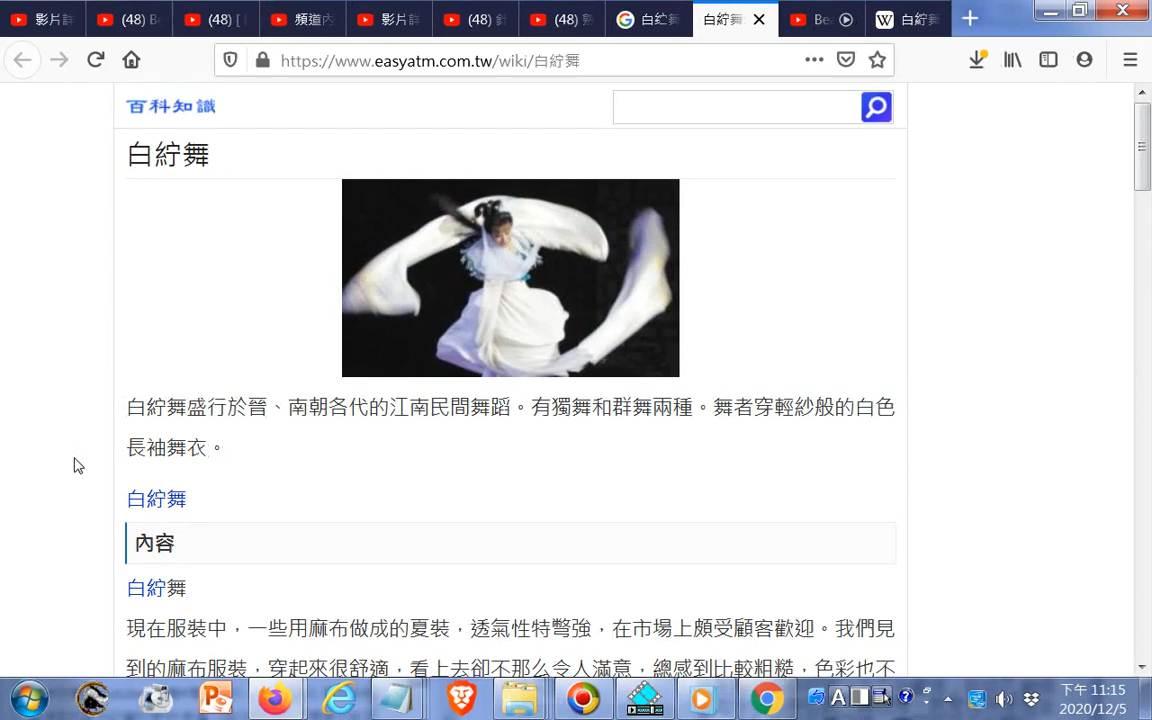 影片詳
(48) Be
(48) [
頻道內
影片詳
(48) 針
(48)
白紵舞
白紵舞
Be
白紵舞
https://www.easyatm.com.tw/wiki/白紵舞
百科知識
白紵舞
白紵舞盛行於晉、南朝各代的江南民間舞蹈。有獨舞和群舞兩種。舞者穿輕紗般的白色
長袖舞衣。
白紵舞
內容
白紵舞
現在服裝中，一些用麻布做成的夏裝，透氣性特彆強，在市場上頗受顧客歡迎。我們見
到的麻布服裝，穿起來很舒適，看上去卻不那么令人滿意，總感到比較粗糙，色彩也不
下午 11:15
2020/12/5